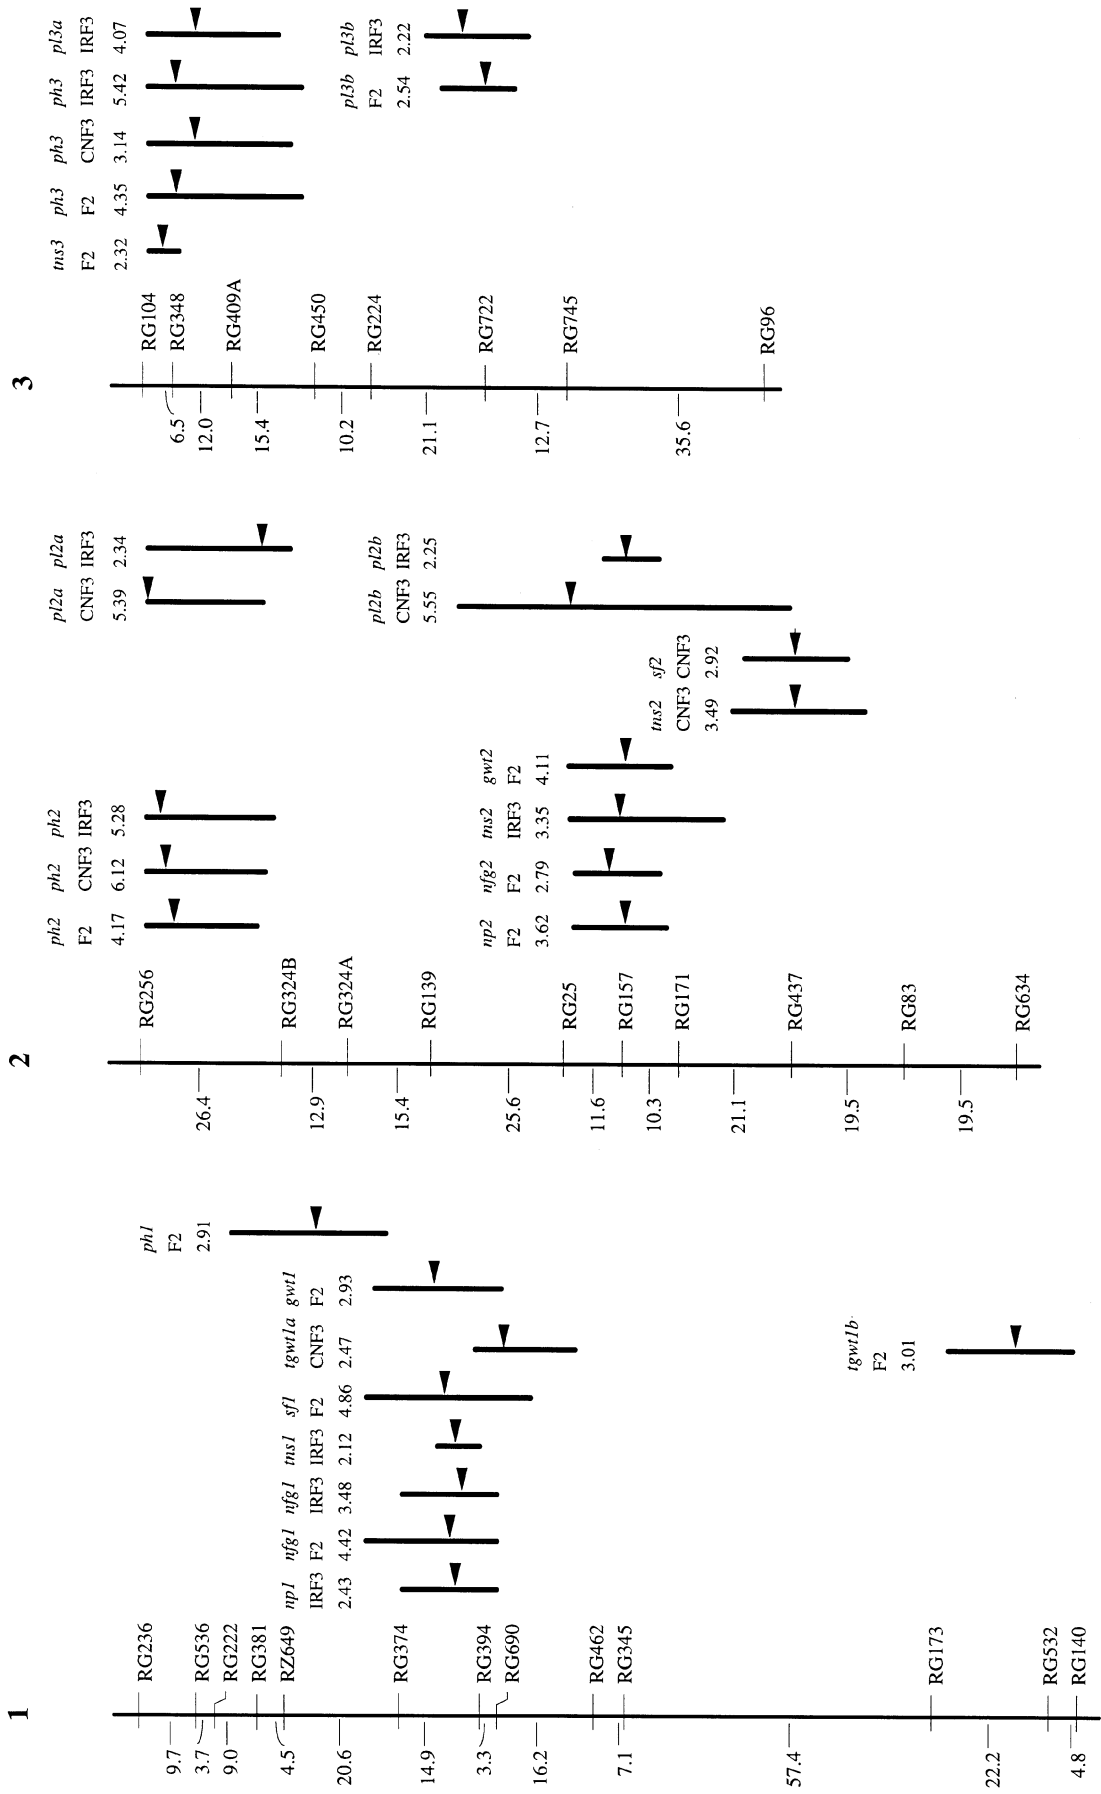 1
9.7
3.7
9.0
4.5
20.6
14.9
3.3
16.2
7.1
57.4
22.2
4.8
RG236
RG536
RG222
RG381
RZ649
RG374
RG394
RG690
RG462
RG345
RG173
RG532
RG140
np1 nfg1 nfg1 tns1 sf1 tgwt1a gwt1
IRF3 F2 IRF3 IRF3 F2 CNF3 F2
2.43 4.42 3.48 2.12 4.86 2.47 2.93
ph1
F2
2.91
tgwt1b
F2
3.01
2
26.4
12.9
15.4
25.6
11.6
10.3
21.1
19.5
19.5
RG256
RG324B
RG324A
RG139
RG25
RG157
RG171
RG437
RG83
RG634
ph2 ph2 ph2
F2 CNF3 IRF3
4.17 6.12 5.28
pl2a pl2a
CNF3 IRF3
5.39 2.34
np2 nfg2 tns2 gwt2
F2 F2 IRF3 F2
3.62 2.79 3.35 4.11
tns2 sf2
CNF3 CNF3
3.49 2.92
pl2b pl2b
CNF3 IRF3
5.55 2.25
3
6.5
12.0
15.4
10.2
21.1
12.7
35.6
RG104
RG348
RG409A
RG450
RG224
RG722
RG745
RG96
tns3 ph3 ph3 ph3 pl3a
F2 F2 CNF3 IRF3 IRF3
2.32 4.35 3.14 5.42 4.07
pl3b pl3b
F2 IRF3
2.54 2.22